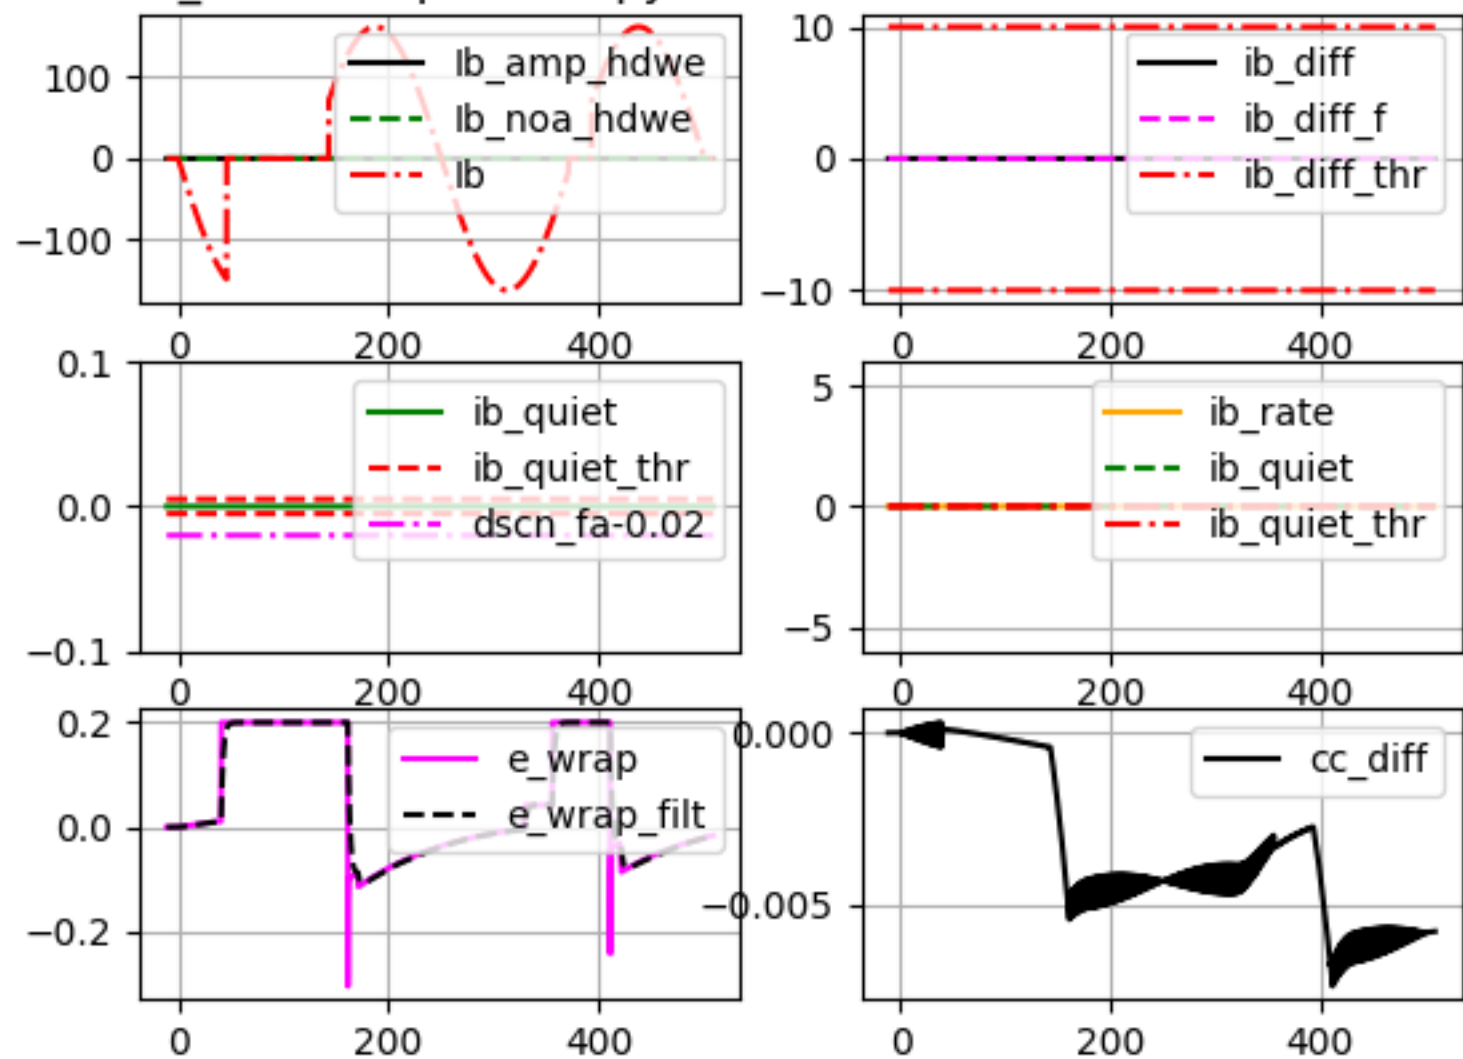 100
0
−100
0 200 400
Ib_amp_hdwe
Ib_noa_hdwe
Ib
10
0
−10
0 200 400
ib_diff
ib_diff_f
ib_diff_thr
0.1
0.0
−0.1
0 200 400
ib_quiet
ib_quiet_thr
dscn_fa-0.02
5
0
−5
0 200 400
ib_rate
ib_quiet
ib_quiet_thr
0.2
0.0
−0.2
0 200 400
e_wrap
e_wrap_filt
0.000
−0.005
0 200 400
cc_diff